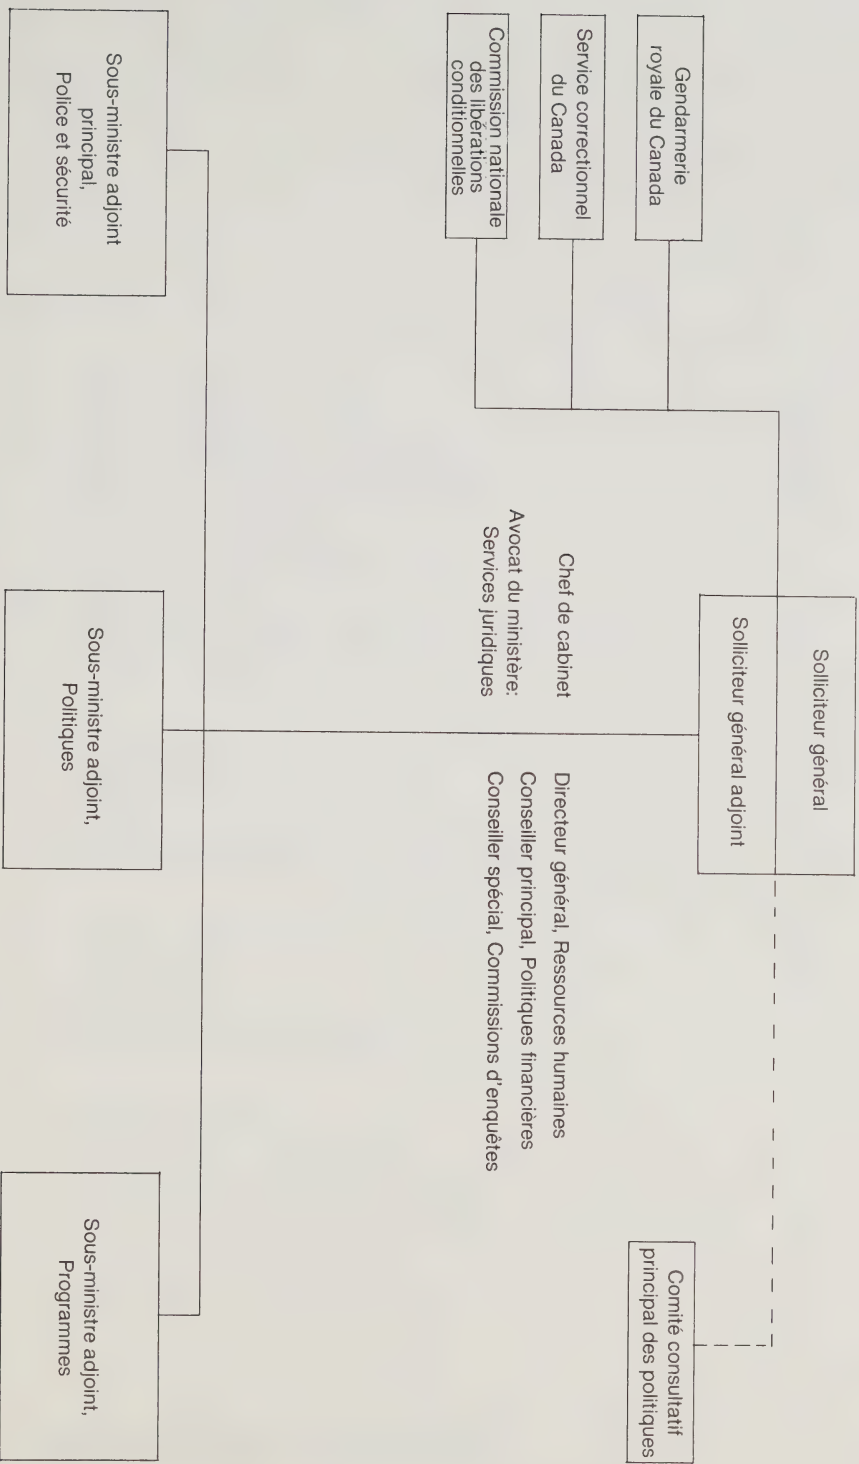 Solliciteur général
Solliciteur général adjoint
Gendarmerie
royale du Canada
Service correctionnel
du Canada
Commission nationale
des libérations
conditionnelles
Comité consultatif
principal des politiques
Chef de cabinet
Avocat du ministère:
Services juridiques
Directeur général, Ressources humaines
Conseiller principal, Politiques financières
Conseiller spécial, Commissions d'enquêtes
Sous-ministre adjoint
principal,
Police et sécurité
Sous-ministre adjoint,
Politiques
Sous-ministre adjoint,
Programmes